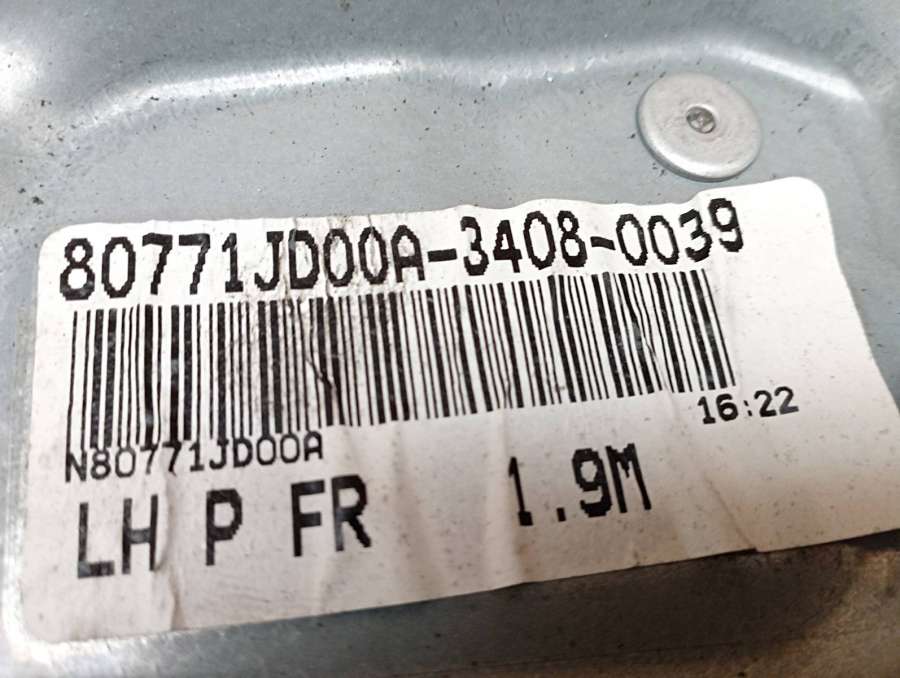 80771JD00A-3408-0039
16:22
N80771JD00A
LH P FR 1.9M